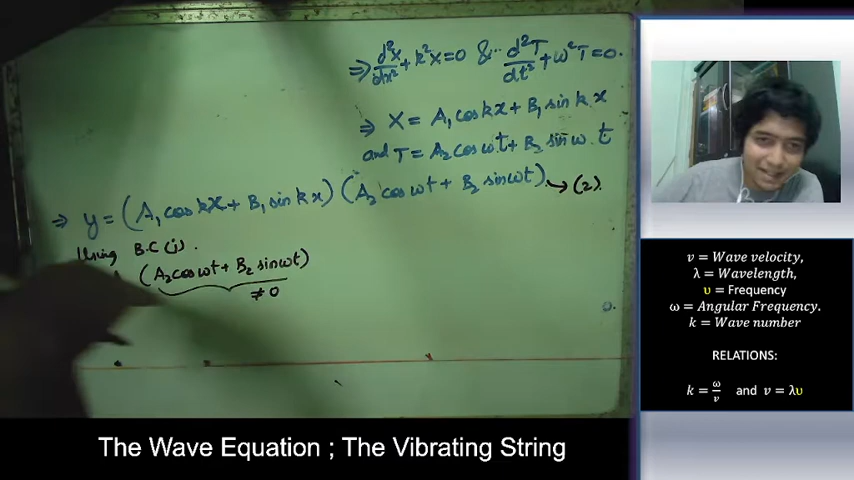 ⇒ d²x/dx² + k²x=0 & d²T/dt² + ω²T=0.
⇒ X = A₁ cos kx + B₁ sin kx
and T = A₂ cos ωt + B₂ sin ω.t
⇒ y = (A₁ cos kx + B₁ sin kx) (A₂ cos ωt + B₂ sin ωt) → (2).
Using B.C (i).
(A₂ cos ωt + B₂ sin ωt)
≠ 0
0.
The Wave Equation ; The Vibrating String
v = Wave velocity,
λ = Wavelength,
υ = Frequency
ω = Angular Frequency.
k = Wave number
RELATIONS:
k = ω/v and v = λυ